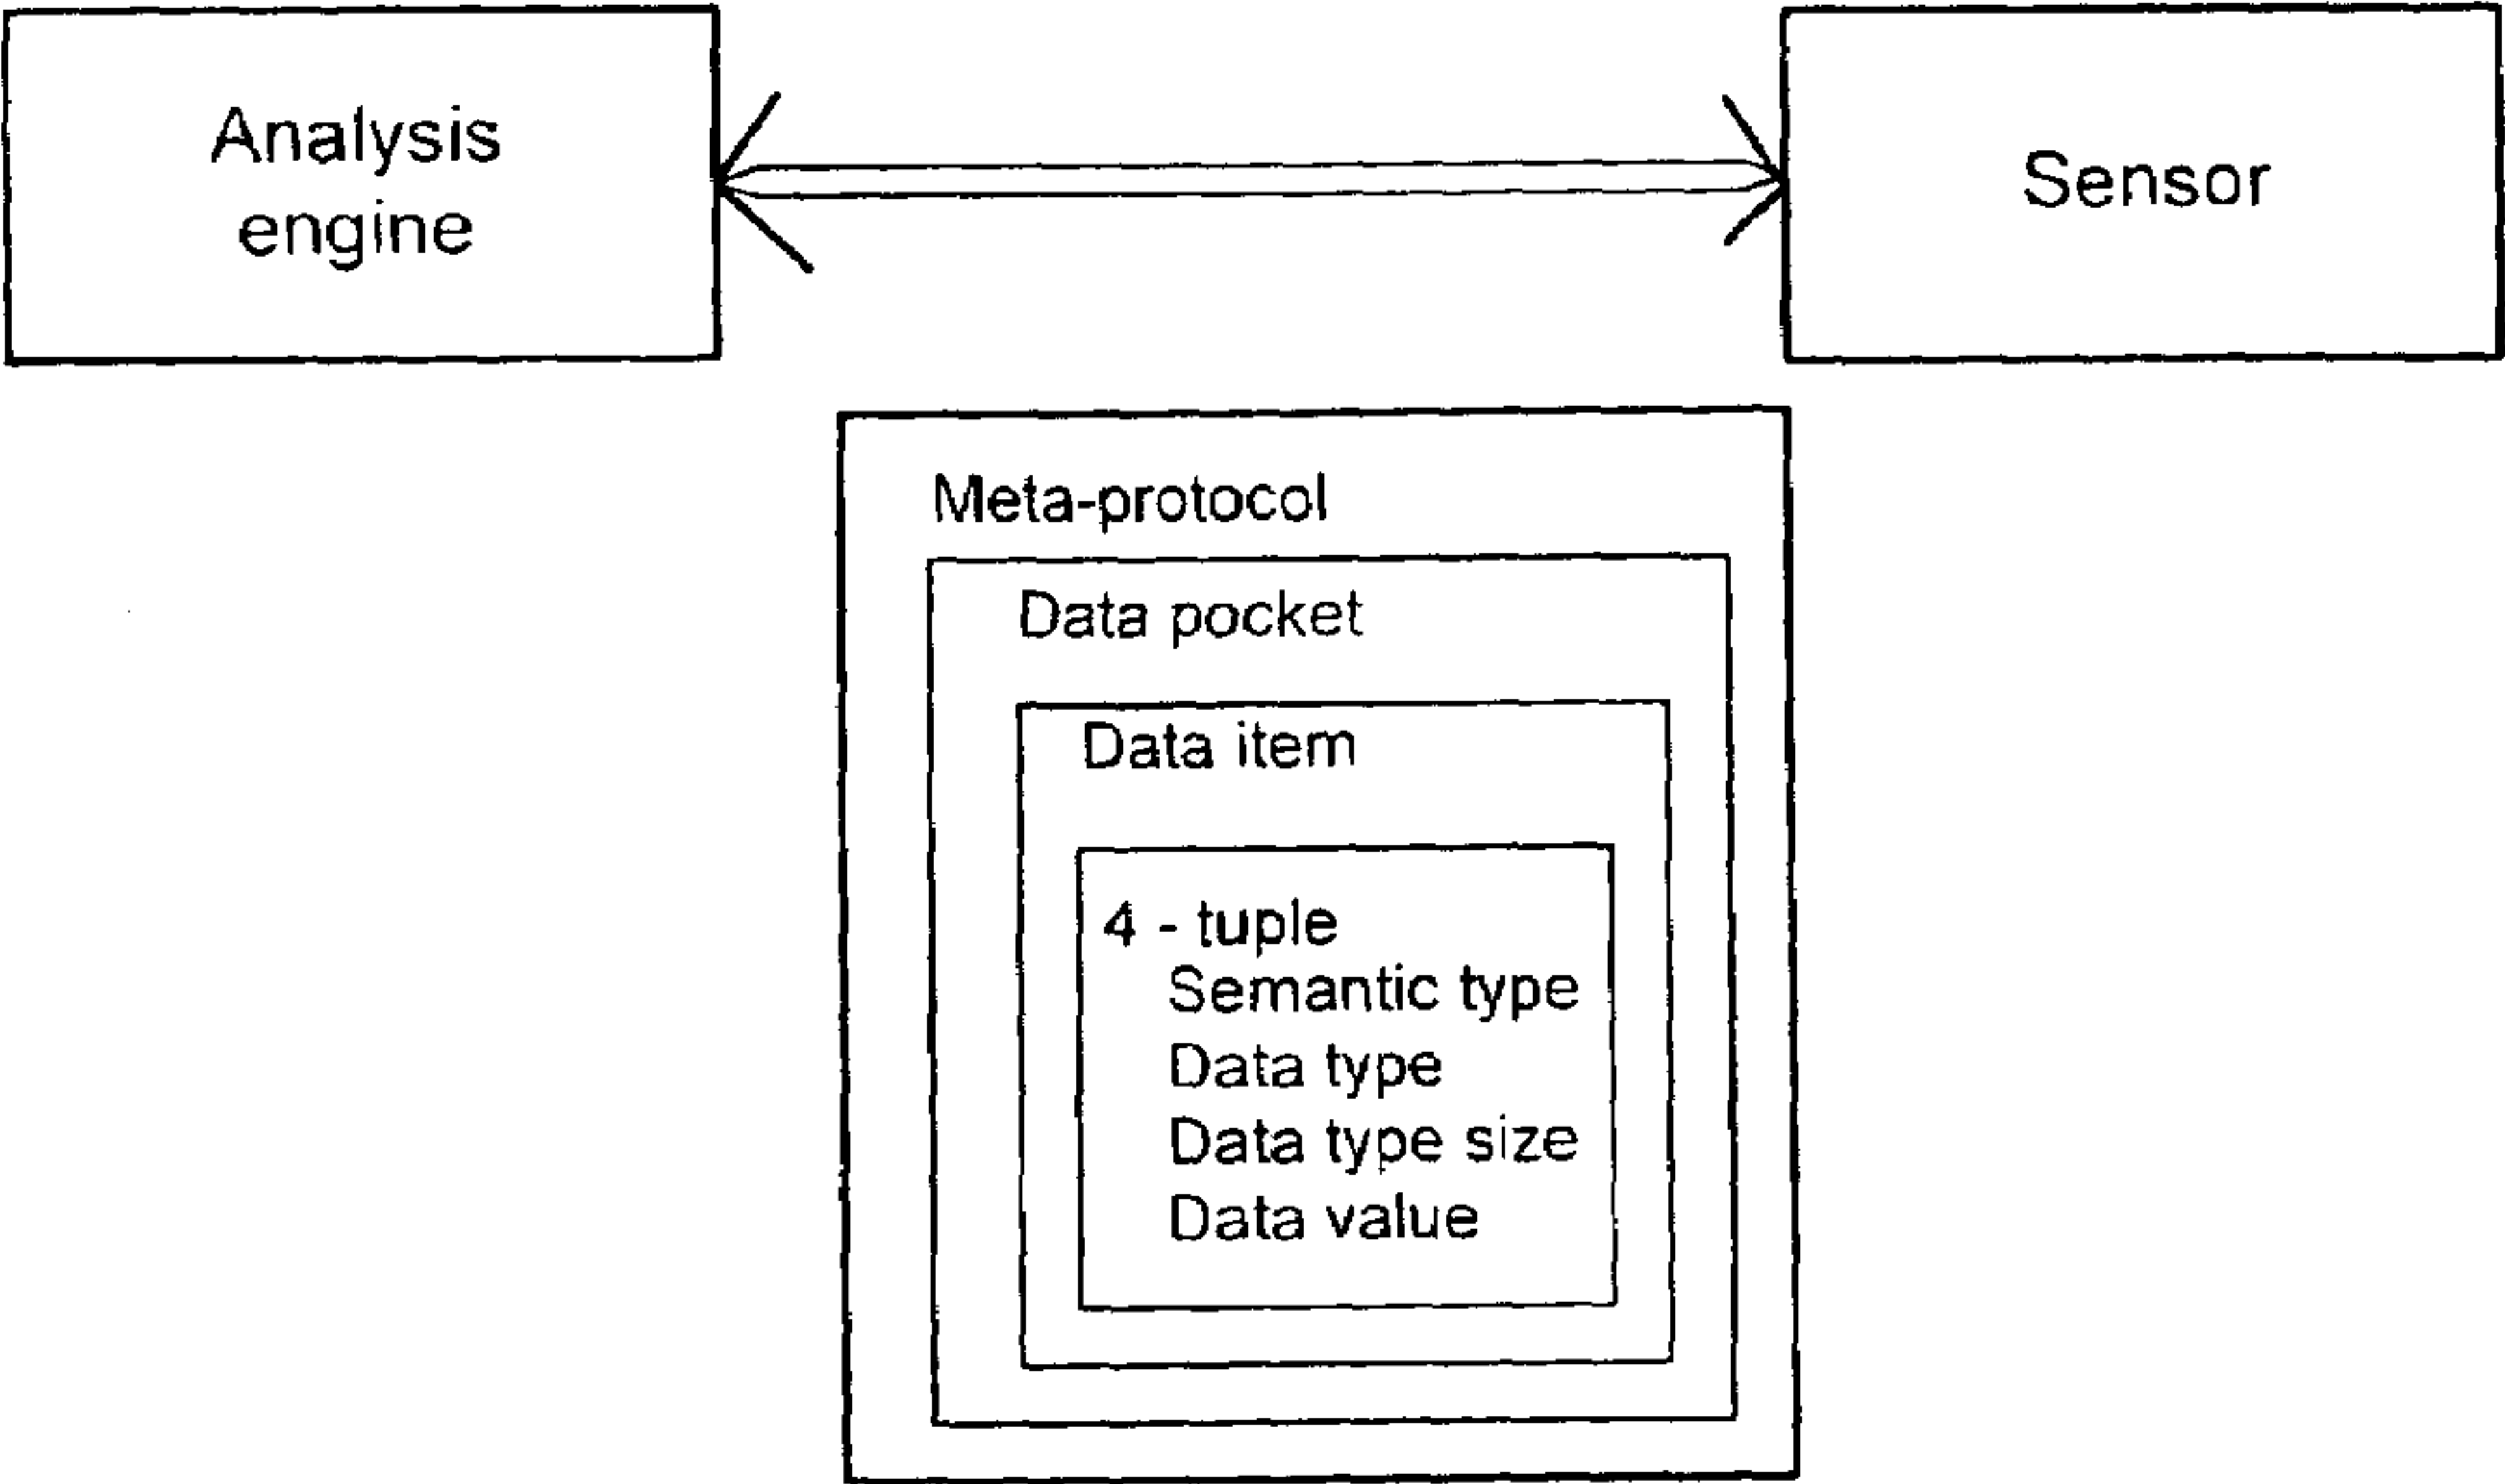 Analysis
engine
Sensor
Meta-protocol
Data pocket
Data item
4 - tuple
Semantic type
Data type
Data type size
Data value